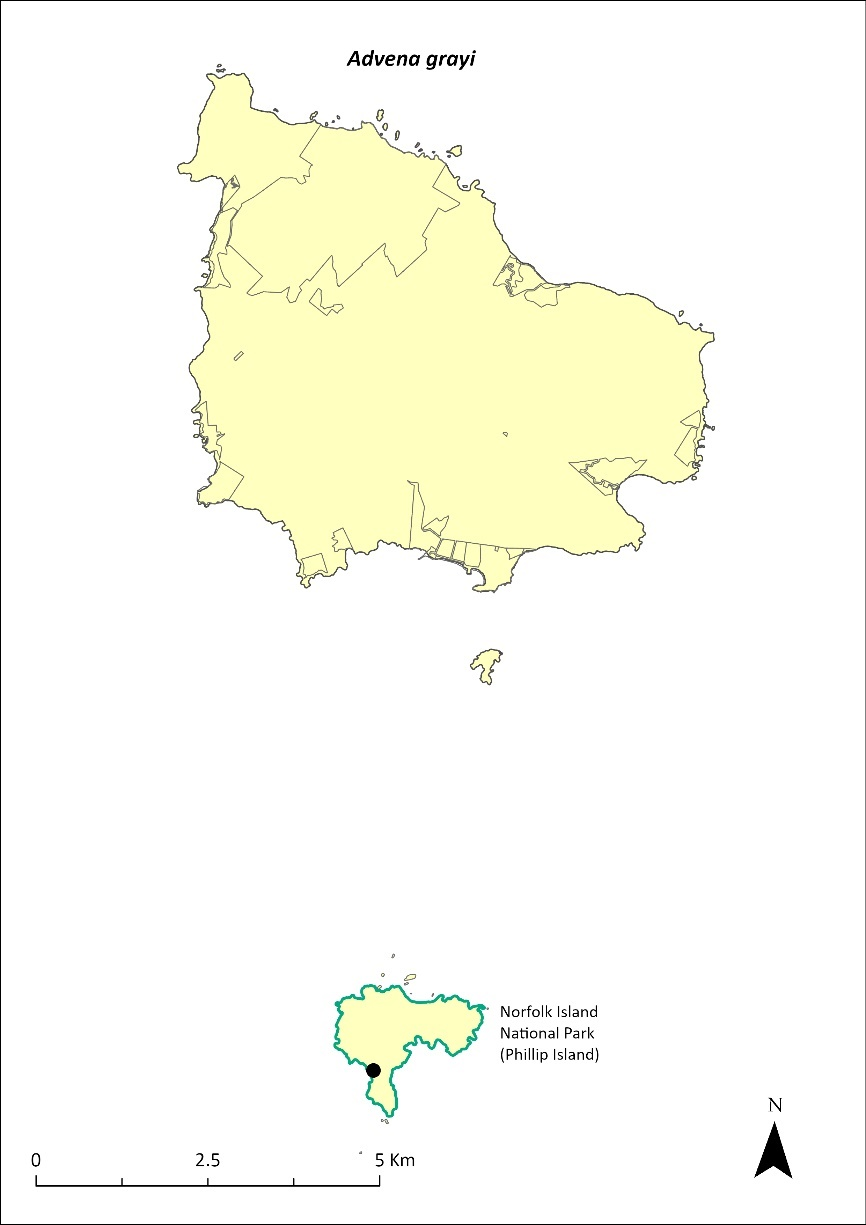 Advena grayi
Norfolk Island
National Park
(Phillip Island)
N
0 2.5 5 Km